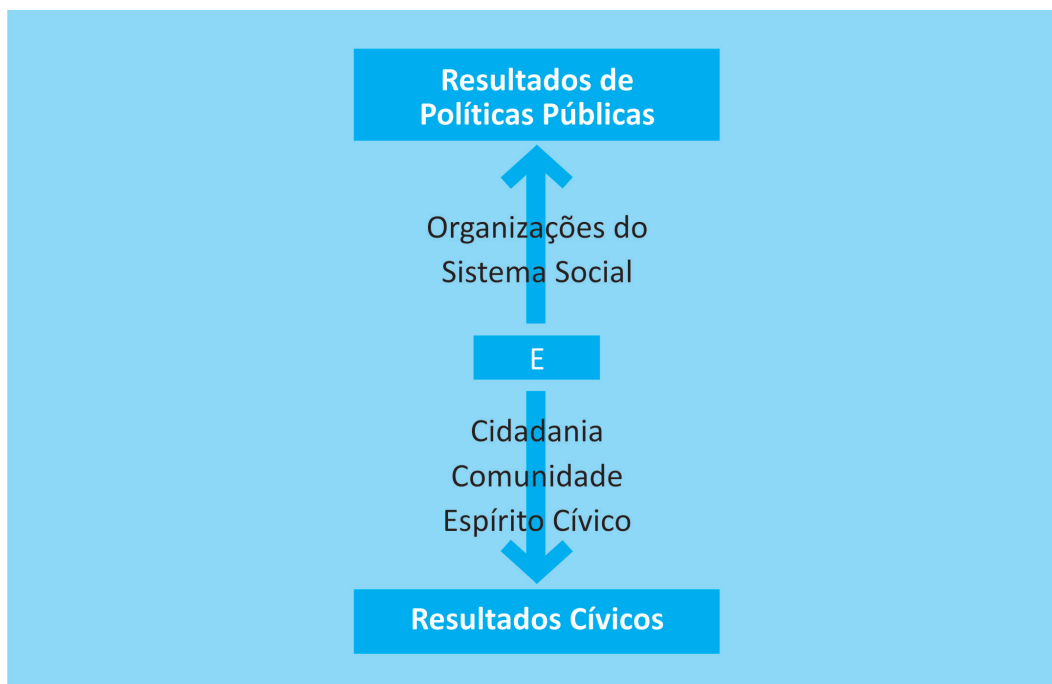 Resultados de
Políticas Públicas
Organizações do
Sistema Social
E
Cidadania
Comunidade
Espírito Cívico
Resultados Cívicos